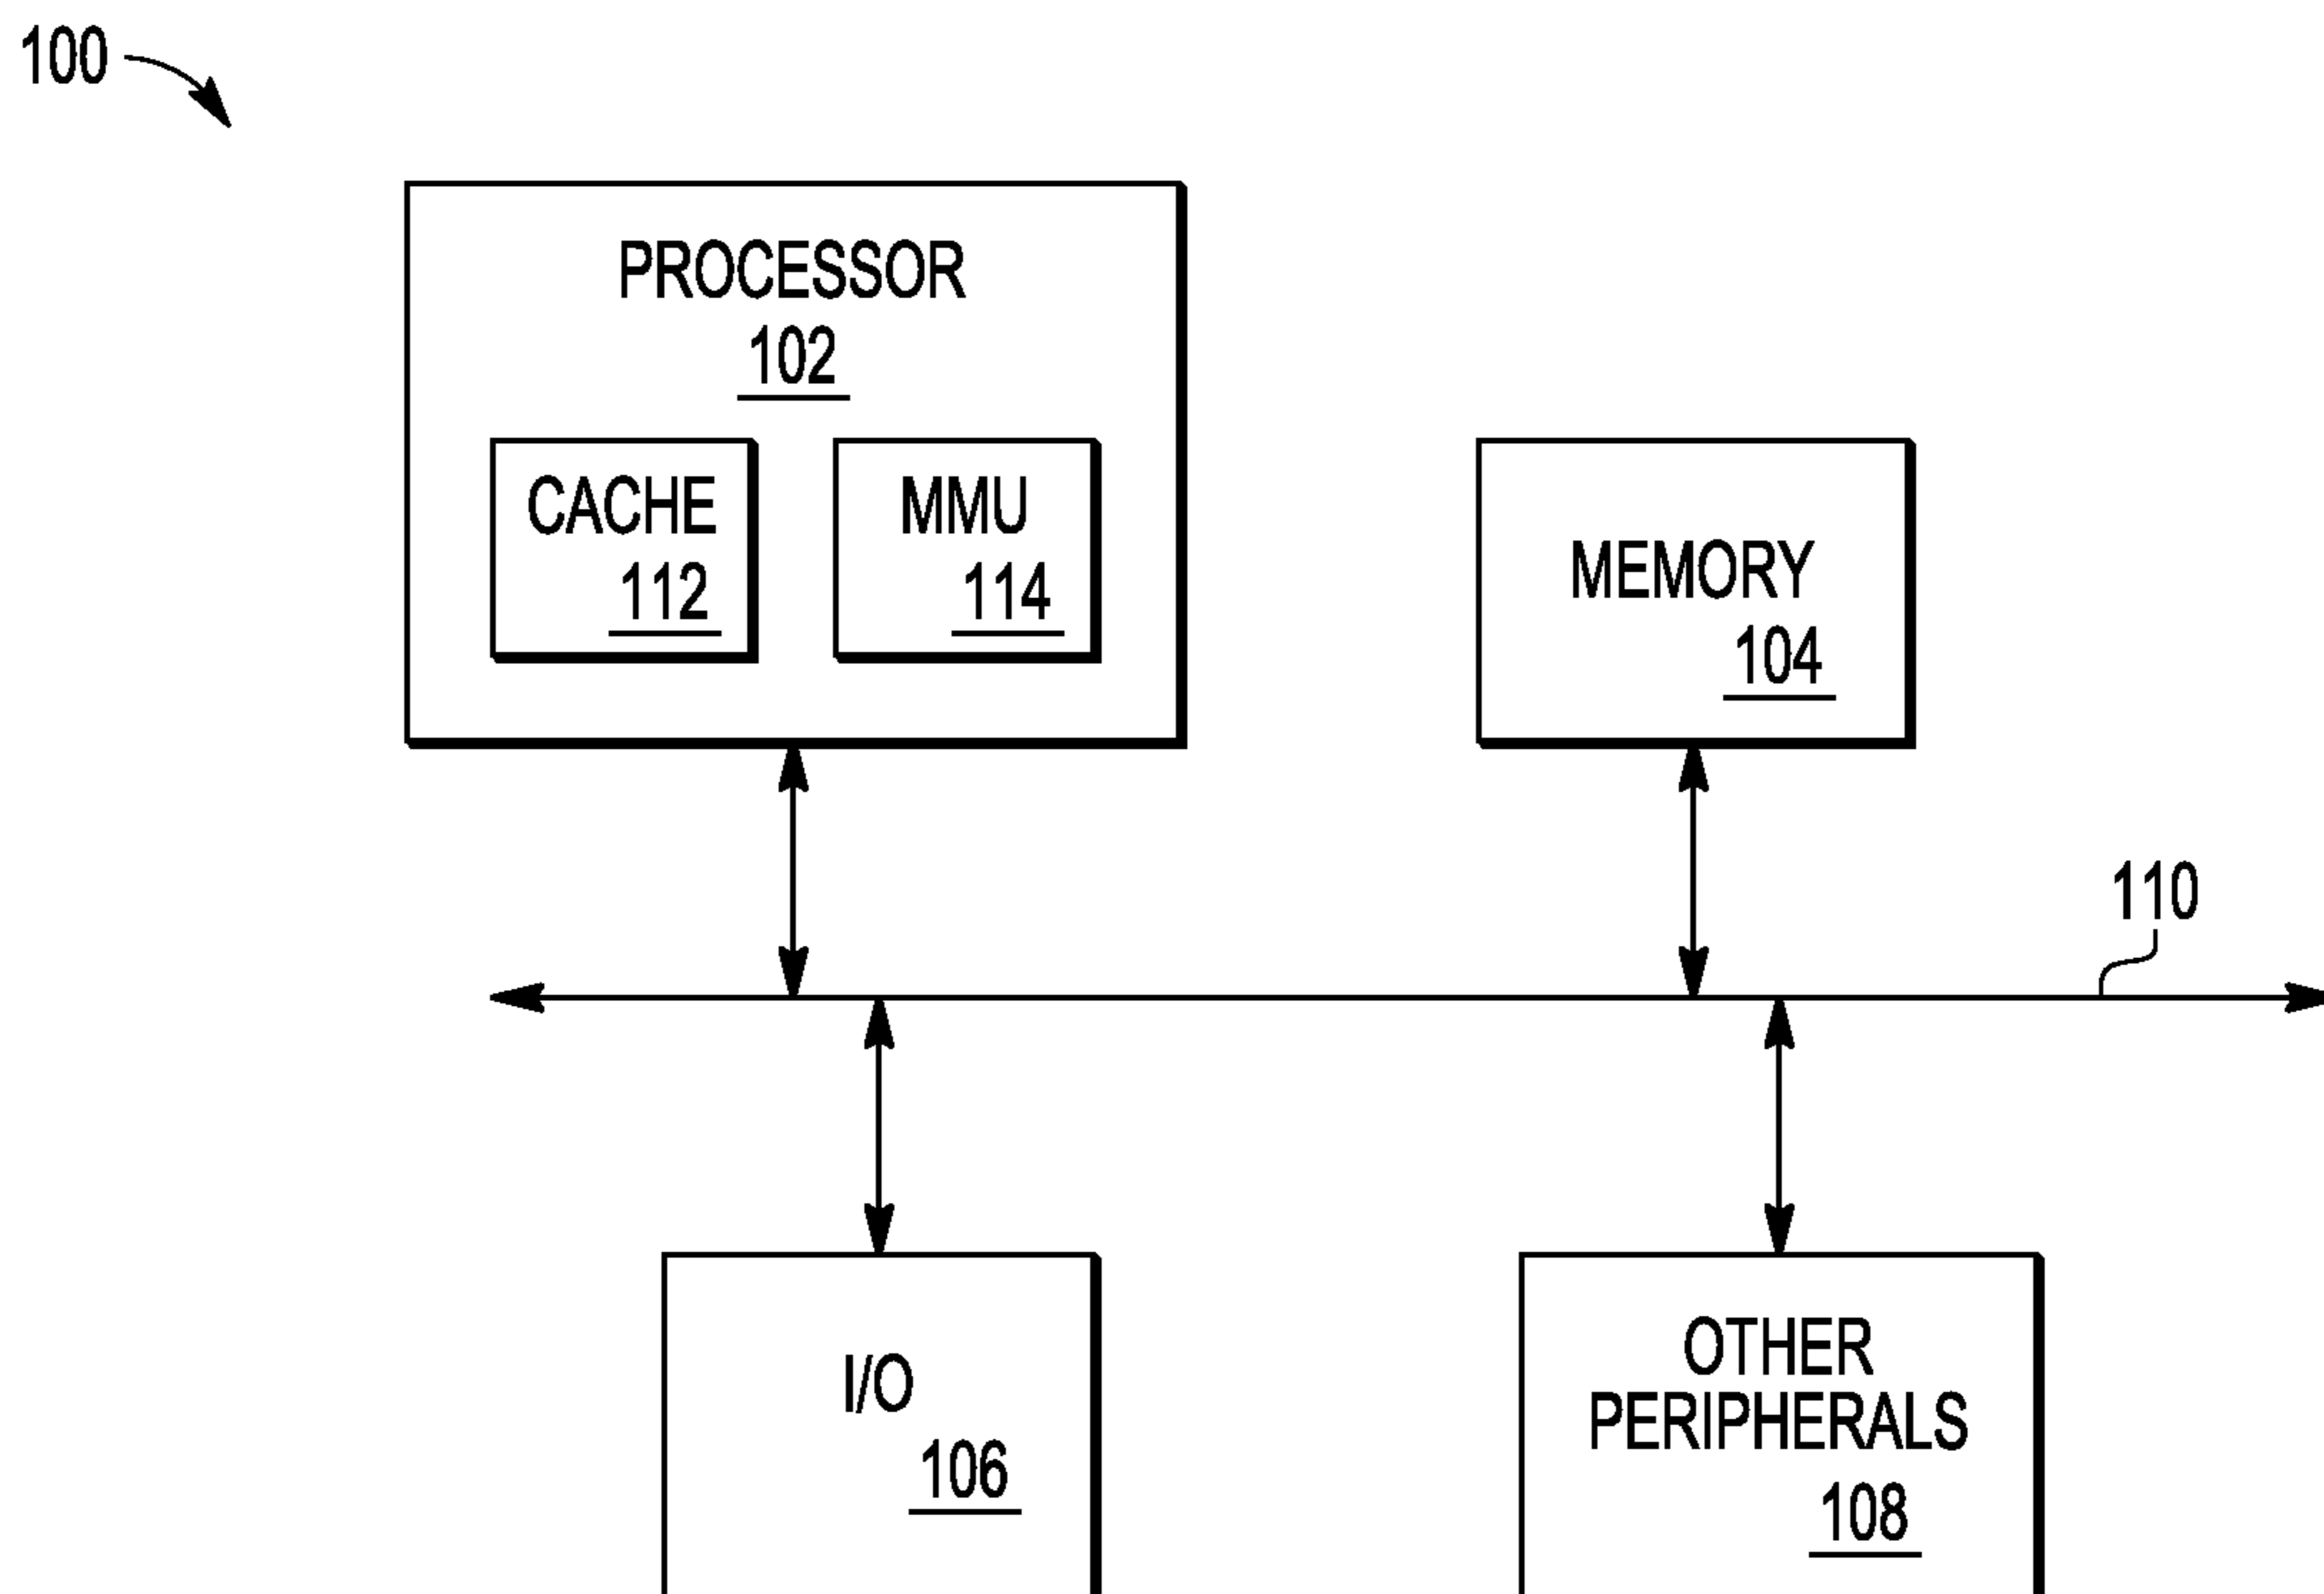 100
PROCESSOR
102
CACHE
112
MMU
114
MEMORY
104
110
I/O
106
OTHER
PERIPHERALS
108